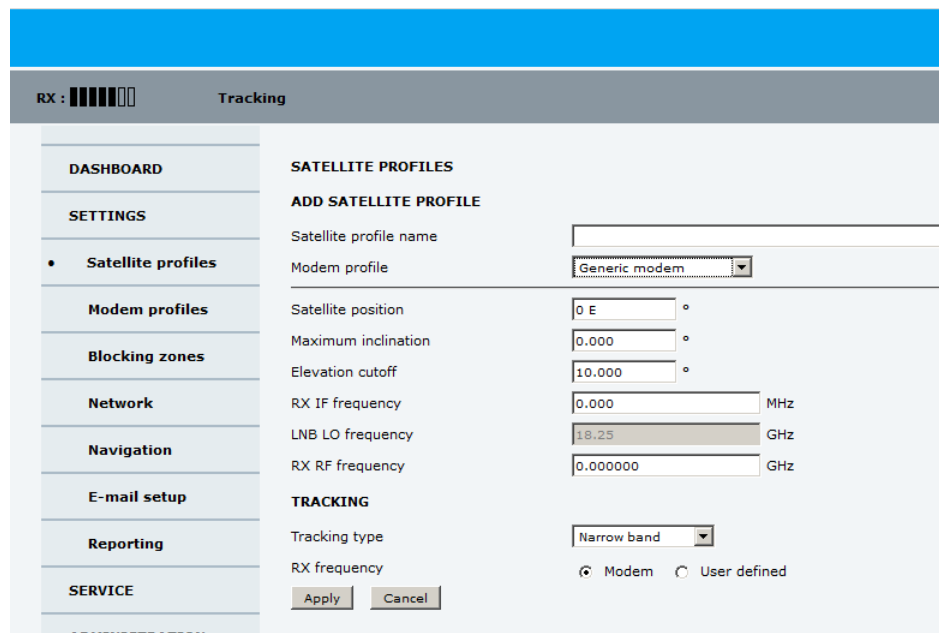 RX : Tracking
DASHBOARD
SETTINGS
• Satellite profiles
Modem profiles
Blocking zones
Network
Navigation
E-mail setup
Reporting
SERVICE
SATELLITE PROFILES
ADD SATELLITE PROFILE
Satellite profile name
Modem profile Generic modem
Satellite position 0 E °
Maximum inclination 0.000 °
Elevation cutoff 10.000 °
RX IF frequency 0.000 MHz
LNB LO frequency 18.25 GHz
RX RF frequency 0.000000 GHz
TRACKING
Tracking type Narrow band
RX frequency Modem User defined
Apply Cancel